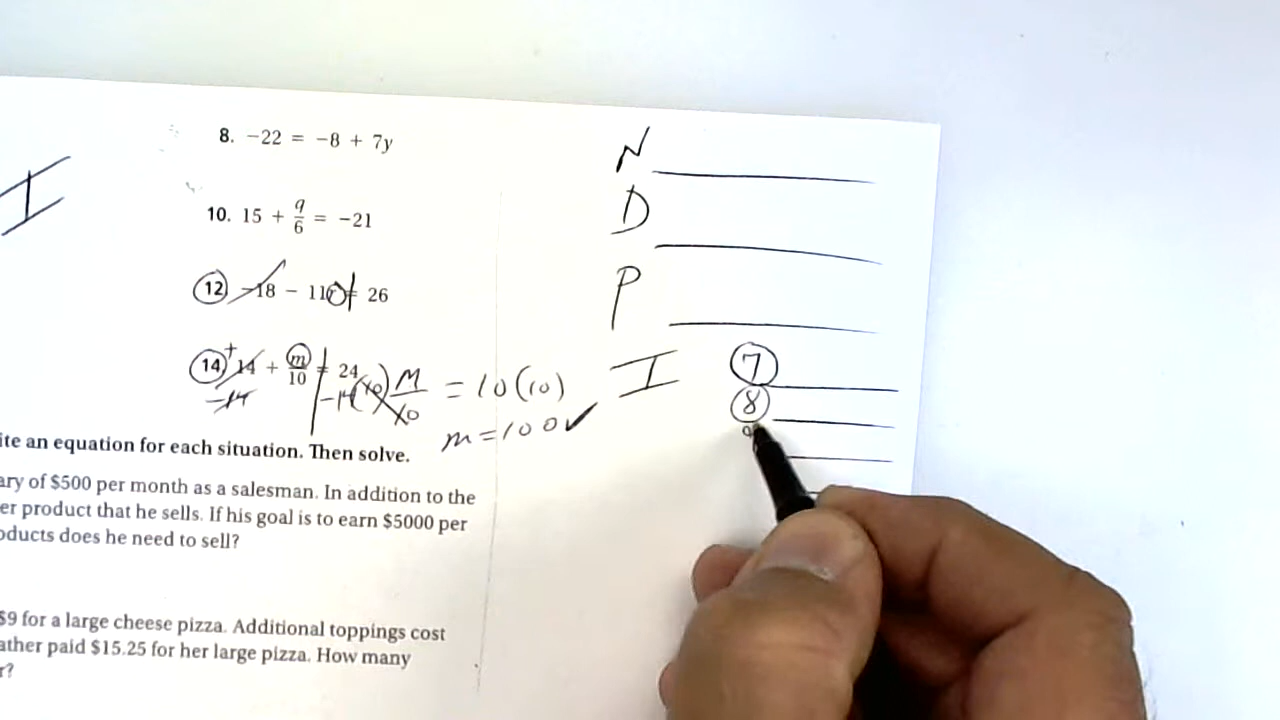 I
8. −22 = −8 + 7y
10. 15 + q/6 = −21
12 −18 − 11 = 26
14 + 14 + m/10 = 24
−14 −14 (10) M/10 = 10(10)
m = 100 ✓
ite an equation for each situation. Then solve.
ary of $500 per month as a salesman. In addition to the
er product that he sells. If his goal is to earn $5000 per
oducts does he need to sell?
$9 for a large cheese pizza. Additional toppings cost
ather paid $15.25 for her large pizza. How many
r?
N
D
P
I 7
8
9